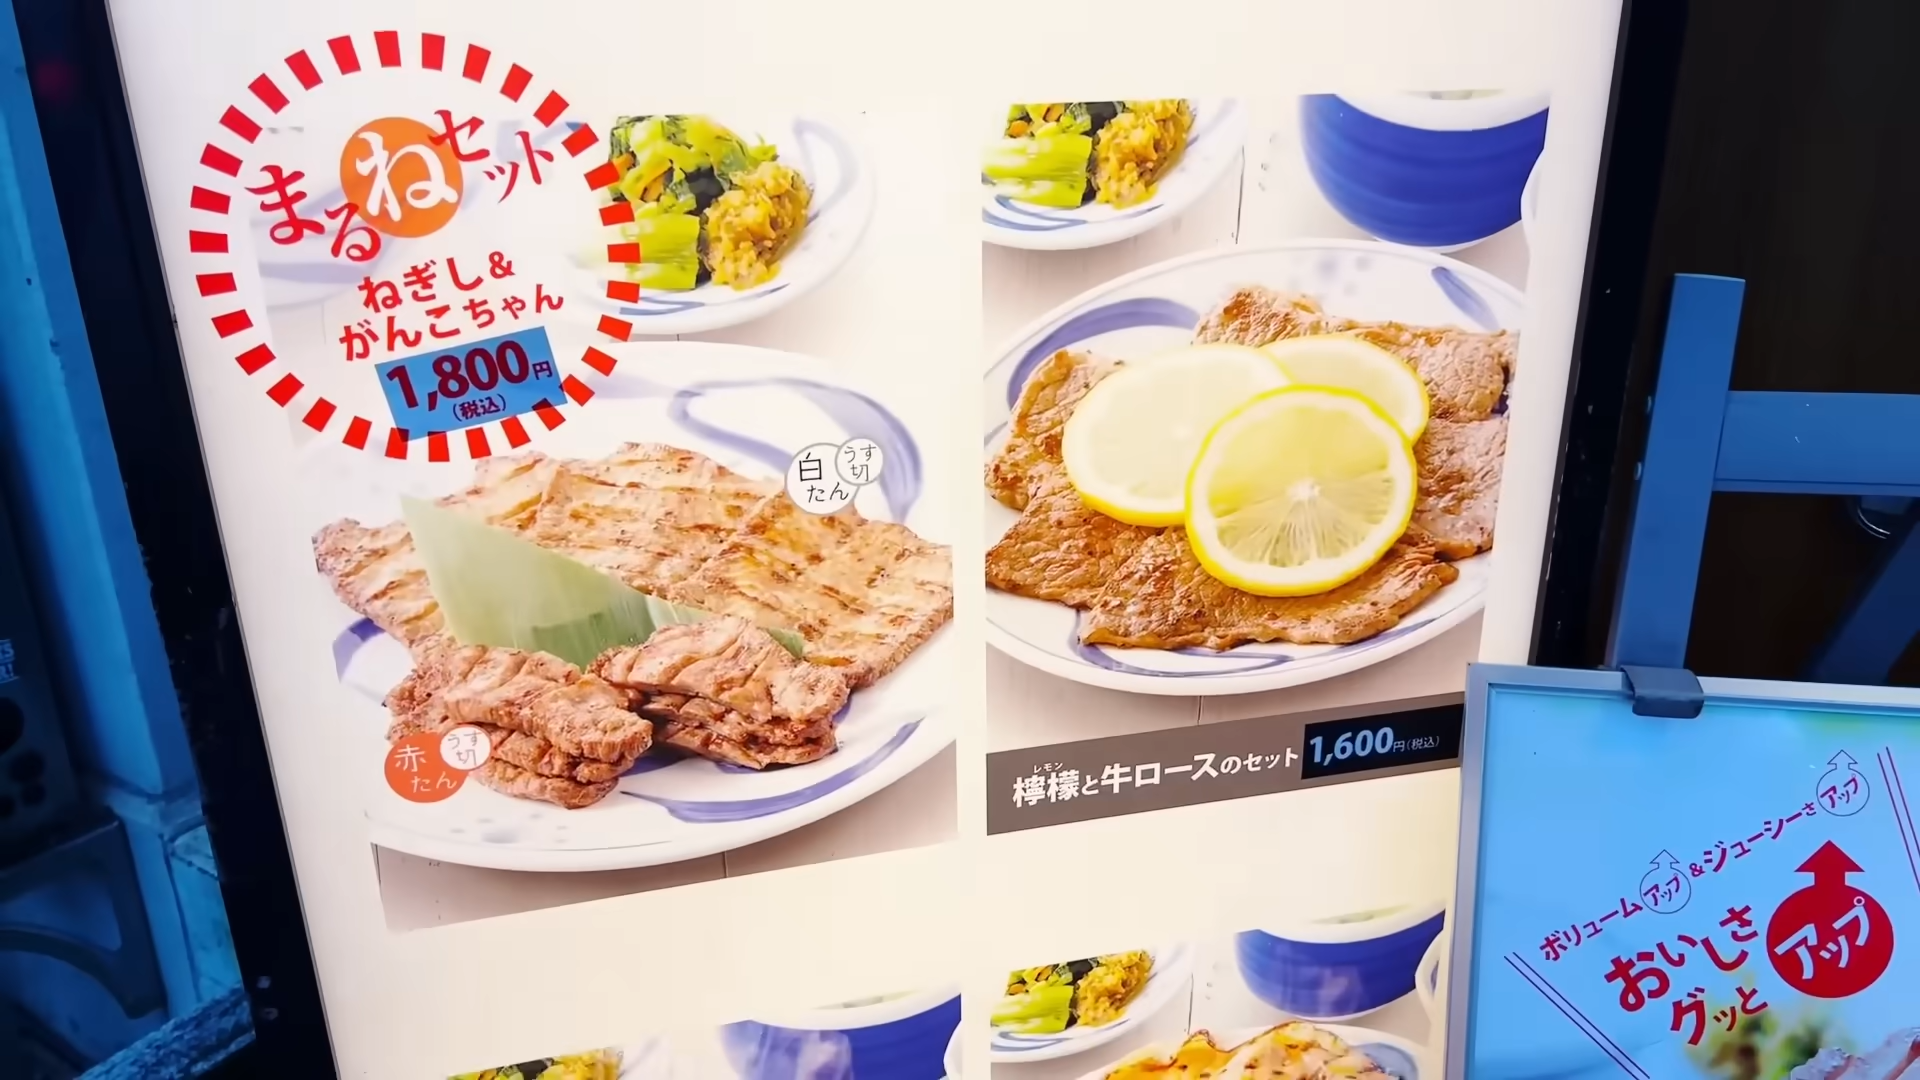 まるねセット
ねぎし&
がんこちゃん
1,800円
(税込)
白たん
うす切
赤たん
うす切
レモン
檸檬と牛ロースのセット 1,600円(税込)
ボリュームアップ&ジューシーさアップ
おいしさ
グッと
アップ